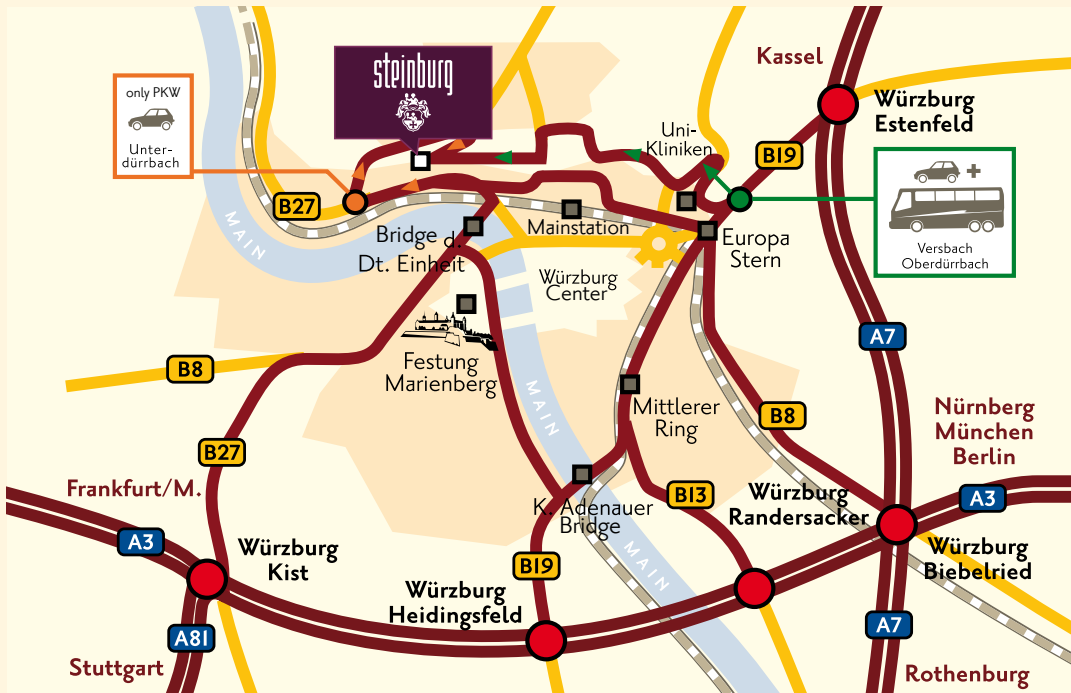 Kassel
steinburg
only PKW
Unter-
dürrbach
Würzburg
Estenfeld
Uni-
Kliniken
B19
+
Versbach
Oberdürrbach
B27
MAIN
Bridge d.
Dt. Einheit
Mainstation
Europa
Stern
Würzburg
Center
Festung
Marienberg
B8
A7
MAIN
Mittlerer
Ring
B8
Nürnberg
München
Berlin
B27
Frankfurt/M.
B13
Würzburg
Randersacker
A3
K. Adenauer
Bridge
A3
Würzburg
Kist
B19
MAIN
Würzburg
Biebelried
Würzburg
Heidingsfeld
A81
A7
Stuttgart
Rothenburg